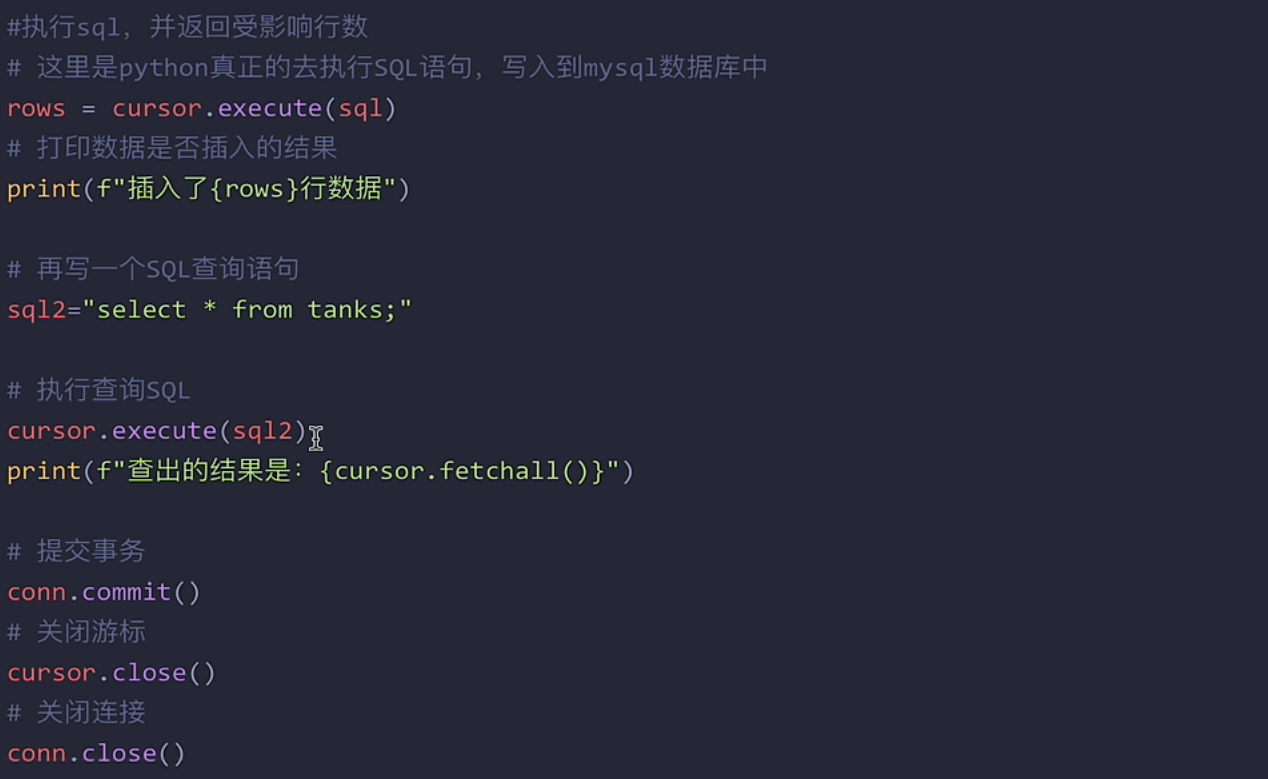 #执行sql，并返回受影响行数
# 这里是python真正的去执行SQL语句，写入到mysql数据库中
rows = cursor.execute(sql)
# 打印数据是否插入的结果
print(f"插入了{rows}行数据")
# 再写一个SQL查询语句
sql2="select * from tanks;"
# 执行查询SQL
cursor.execute(sql2)
print(f"查出的结果是：{cursor.fetchall()}")
# 提交事务
conn.commit()
# 关闭游标
cursor.close()
# 关闭连接
conn.close()